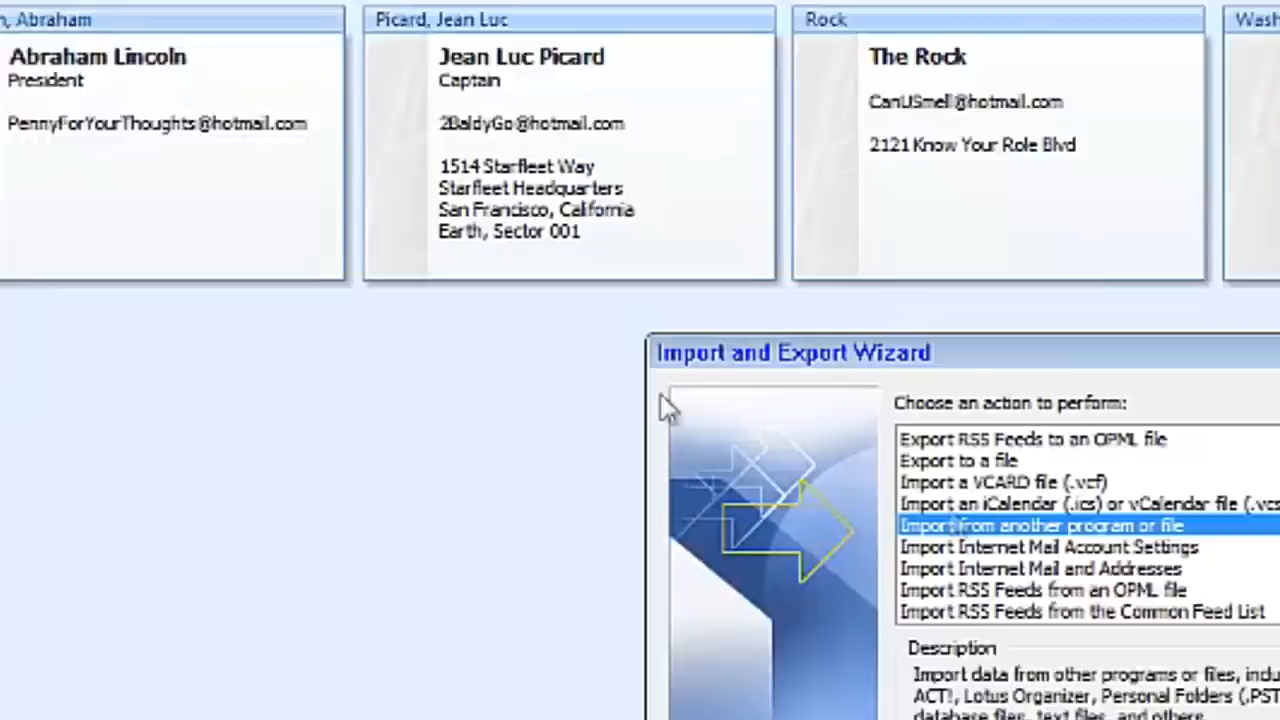 n, Abraham
Abraham Lincoln
President
PennyForYourThoughts@hotmail.com
Picard, Jean Luc
Jean Luc Picard
Captain
2BaldyGo@hotmail.com
1514 Starfleet Way
Starfleet Headquarters
San Francisco, California
Earth, Sector 001
Rock
The Rock
CanUSmell@hotmail.com
2121 Know Your Role Blvd
Wash
Import and Export Wizard
Choose an action to perform:
Export RSS Feeds to an OPML file
Export to a file
Import a VCARD file (.vcf)
Import an iCalendar (.ics) or vCalendar file (.vcs
Import from another program or file
Import Internet Mail Account Settings
Import Internet Mail and Addresses
Import RSS Feeds from an OPML file
Import RSS Feeds from the Common Feed List
Description
Import data from other programs or files, inclu
ACT!, Lotus Organizer, Personal Folders (.PST
database files, text files, and others.